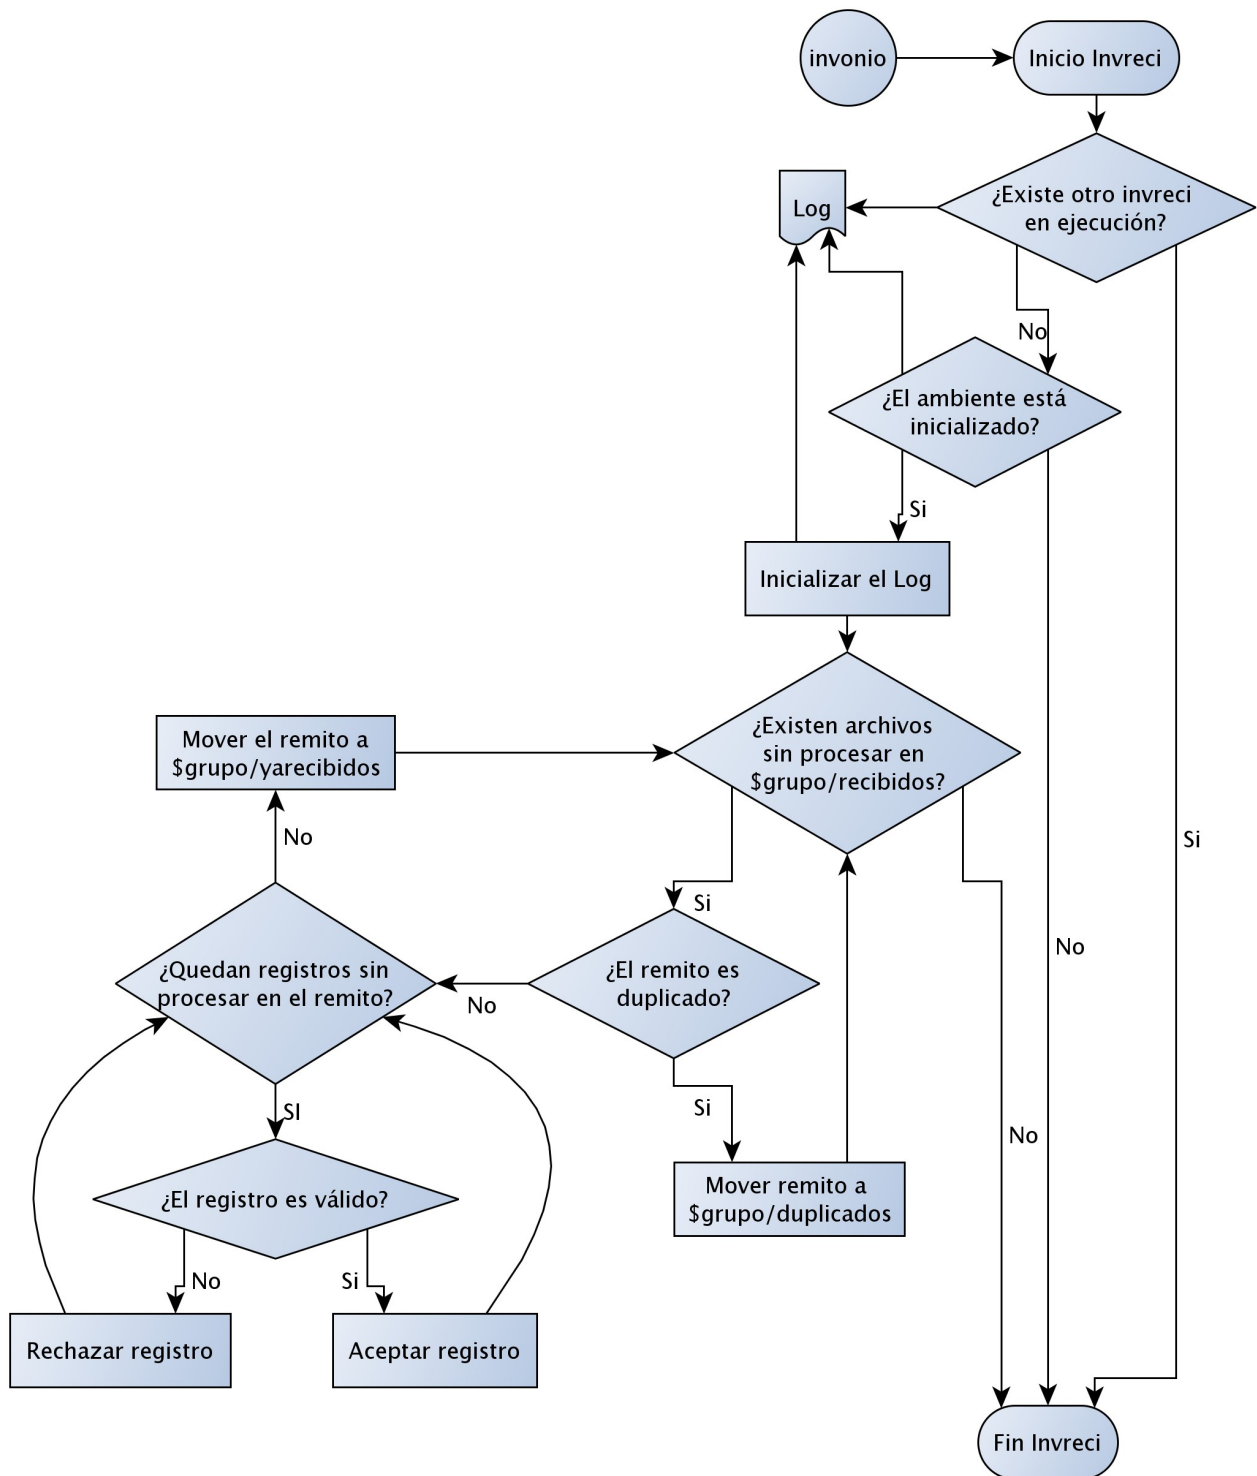 invonio
Inicio Invreci
¿Existe otro invreci
en ejecución?
Log
No
¿El ambiente está
inicializado?
Si
Inicializar el Log
¿Existen archivos
sin procesar en
$grupo/recibidos?
Mover el remito a
$grupo/yarecibidos
No
Si
Si
¿Quedan registros sin
procesar en el remito?
No
¿El remito es
duplicado?
No
SI
Si
No
¿El registro es válido?
Mover remito a
$grupo/duplicados
No
Si
Rechazar registro
Aceptar registro
Fin Invreci